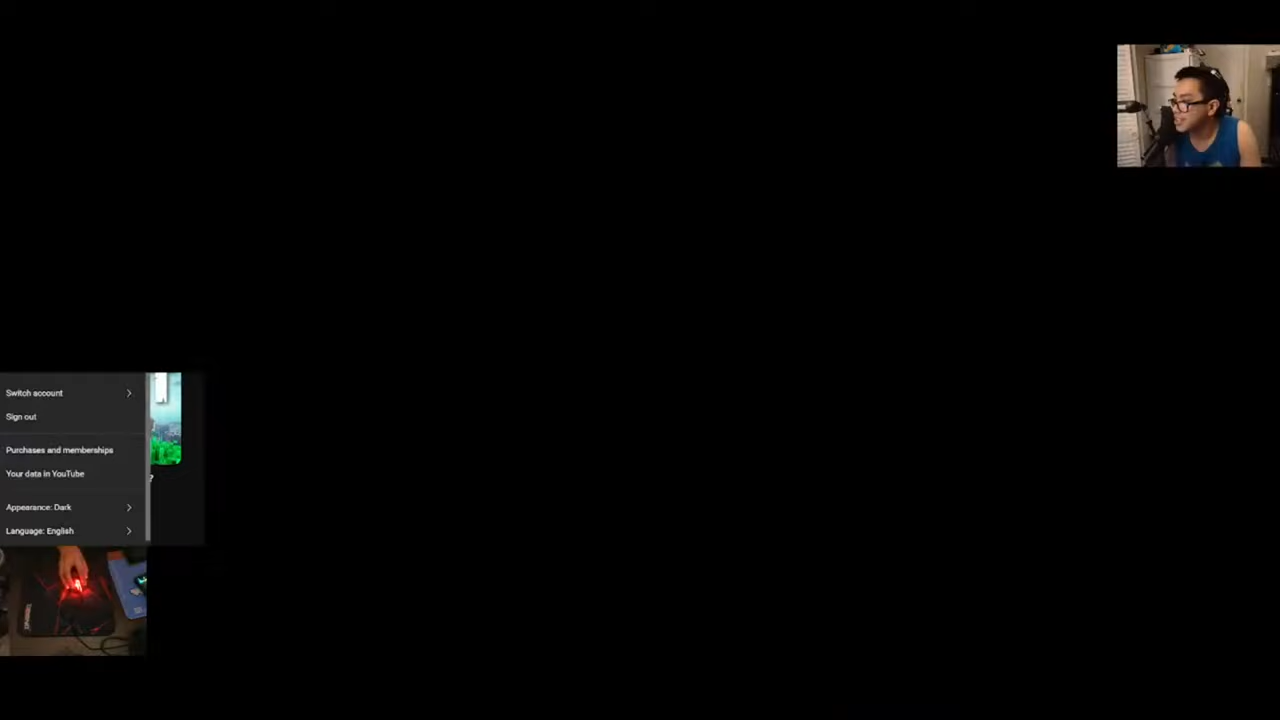 Switch account
Sign out
Purchases and memberships
Your data in YouTube
Appearance: Dark
Language: English